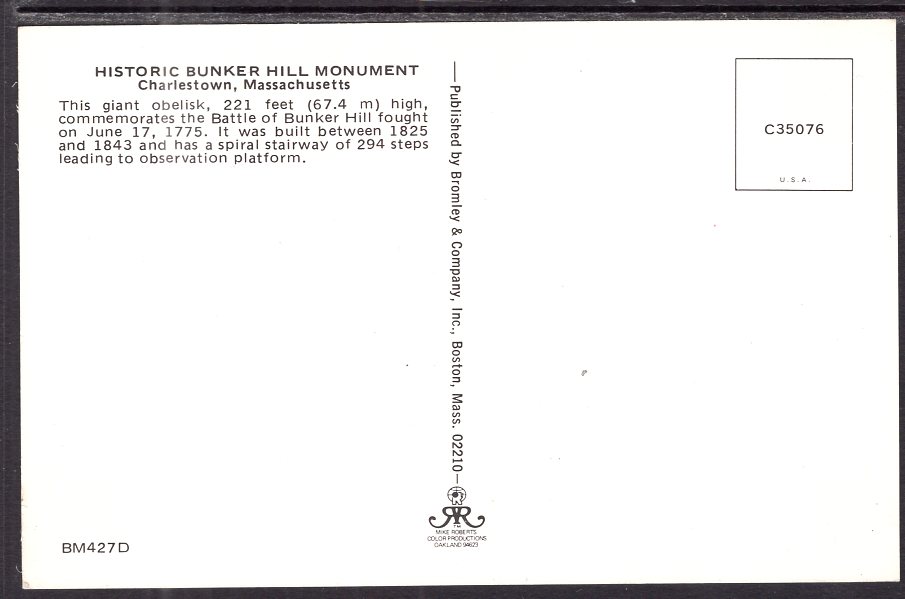 HISTORIC BUNKER HILL MONUMENT
Charlestown, Massachusetts
This giant obelisk, 221 feet (67.4 m) high,
commemorates the Battle of Bunker Hill fought
on June 17, 1775. It was built between 1825
and 1843 and has a spiral stairway of 294 steps
leading to observation platform.
BM427D
—Published by Bromley & Company, Inc., Boston, Mass. 02210—
TM
MIKE ROBERTS
COLOR PRODUCTIONS
OAKLAND 94623
C35076
U.S.A.